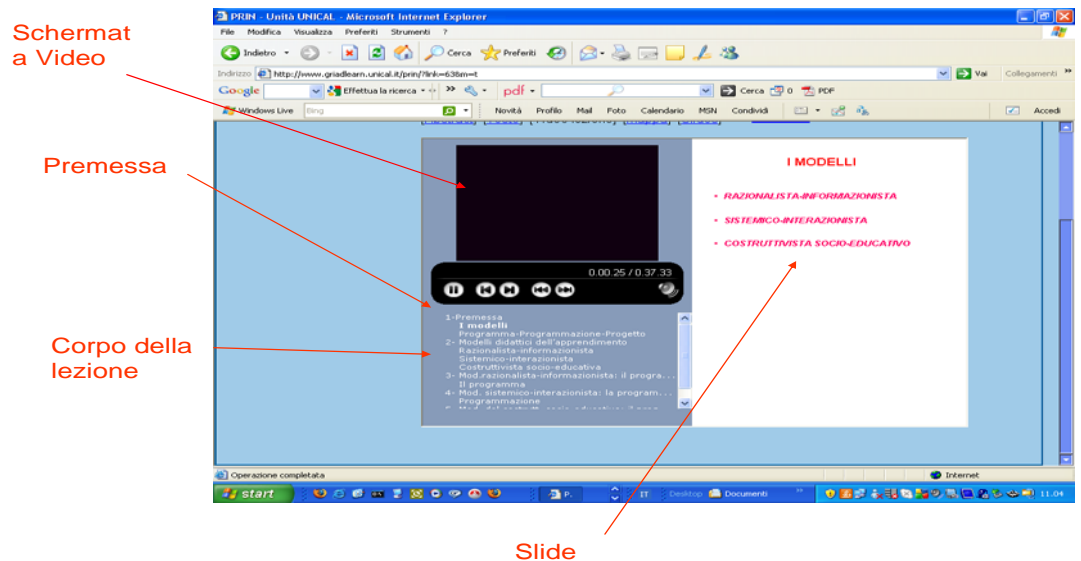 Schermat
a Video
Premessa
Corpo della
lezione
Slide
PRIN - Unità UNICAL - Microsoft Internet Explorer
File Modifica Visualizza Preferiti Strumenti ?
Indietro Cerca Preferiti
Indirizzo http://www.griadlearn.unical.it/prin/?link=638m=t Vai Collegamenti »
Google Effettua la ricerca » pdf Cerca 0 PDF
Windows Live Bing Novità Profilo Mail Foto Calendario MSN Condividi Accedi
I MODELLI
• RAZIONALISTA-INFORMAZIONISTA
• SISTEMICO-INTERAZIONISTA
• COSTRUTTIVISTA SOCIO-EDUCATIVO
0.00.25 / 0.37.33
1-Premessa
I modelli
Programma-Programmazione-Progetto
2- Modelli didattici dell'apprendimento
Razionalista-informazionista
Sistemico-interazionista
Costruttivista socio-educativa
3- Mod.razionalista-informazionista: il progra...
Il programma
4- Mod. sistemico-interazionista: la program...
Programmazione
Operazione completata Internet
start P. IT Desktop Documenti » 11.04